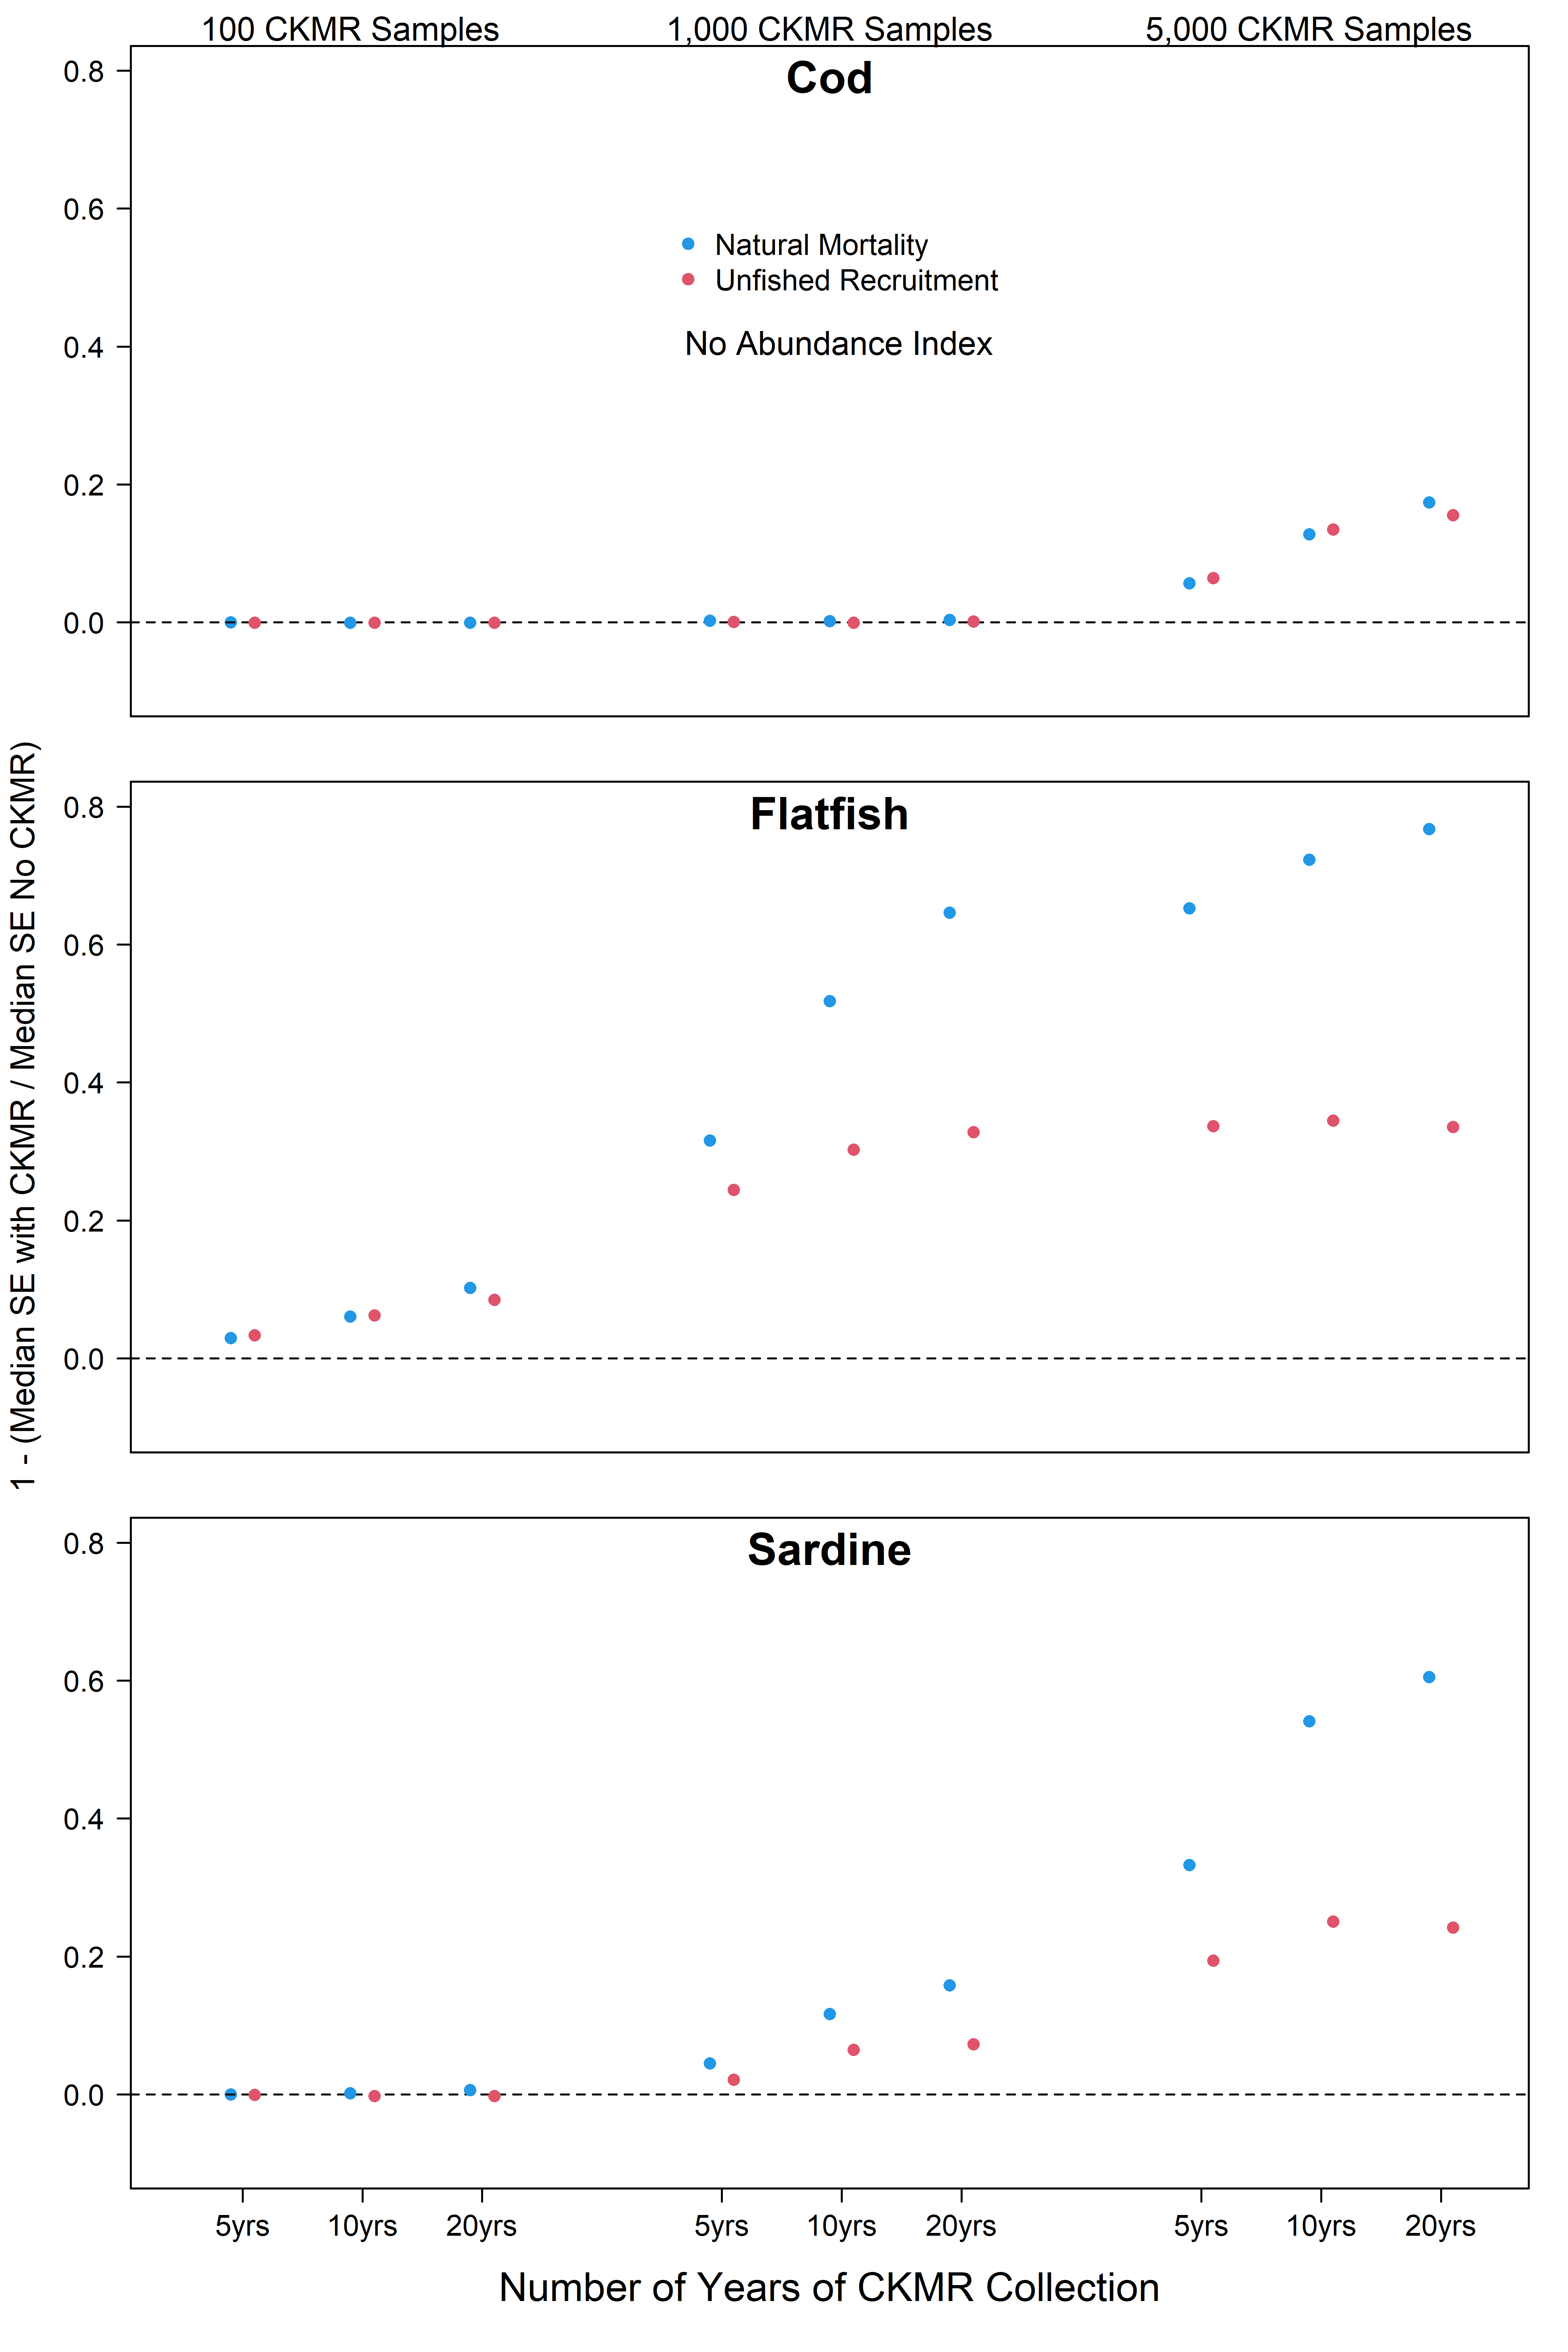 100 CKMR Samples
1,000 CKMR Samples
5,000 CKMR Samples
Cod
0.8
0.6
0.4
0.2
0.0
Natural Mortality
Unfished Recruitment
No Abundance Index
1 - (Median SE with CKMR / Median SE No CKMR)
Flatfish
0.8
0.6
0.4
0.2
0.0
Sardine
0.8
0.6
0.4
0.2
0.0
5yrs 10yrs 20yrs 5yrs 10yrs 20yrs 5yrs 10yrs 20yrs
Number of Years of CKMR Collection